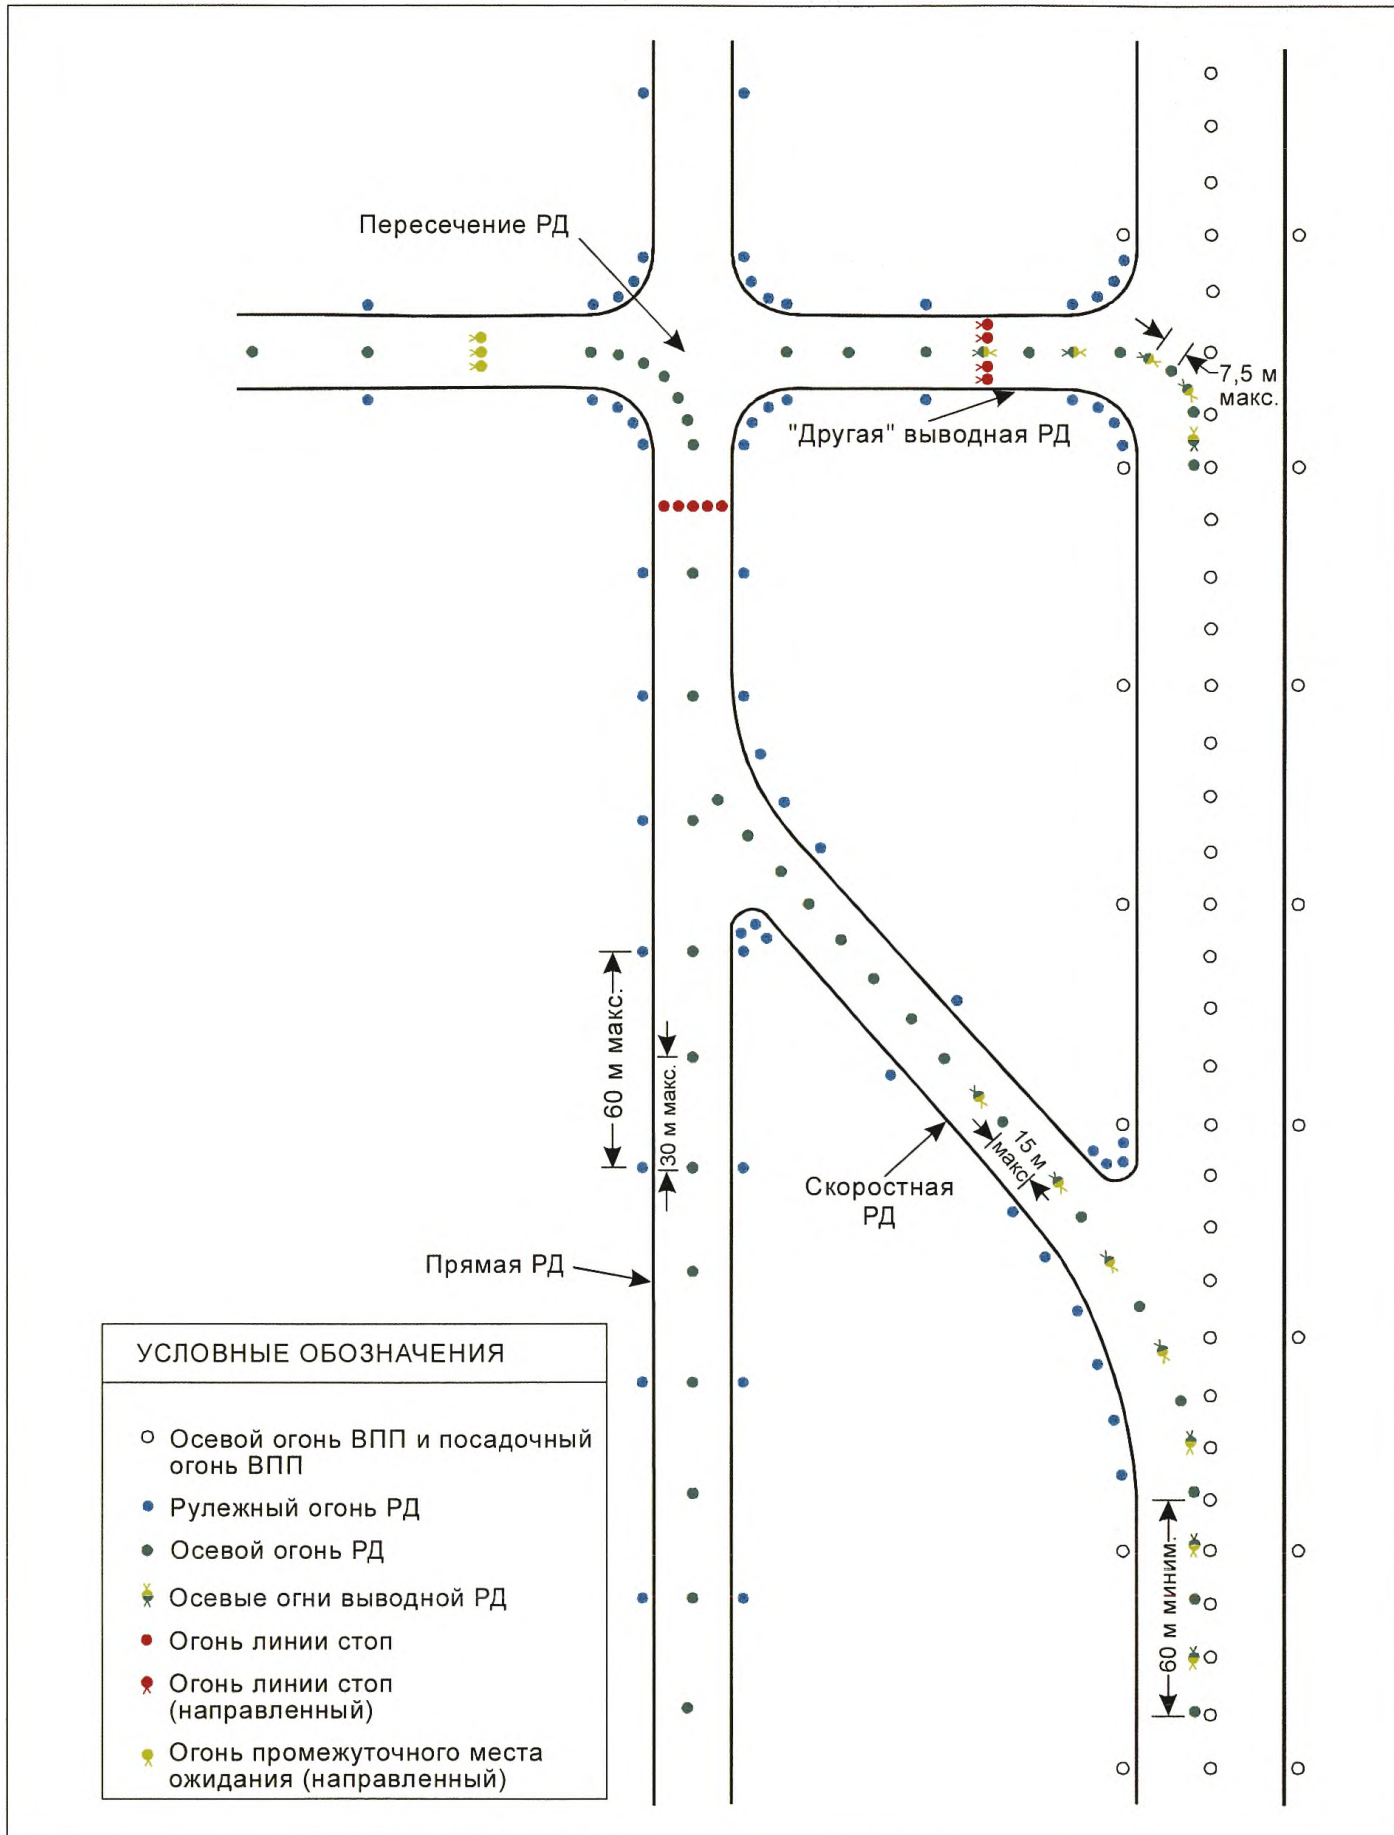 Пересечение РД
7,5 м
макс.
"Другая" выводная РД
60 м макс.
30 м макс.
15 м
макс.
Скоростная
РД
Прямая РД
60 м миним.
УСЛОВНЫЕ ОБОЗНАЧЕНИЯ
Осевой огонь ВПП и посадочный
огонь ВПП
Рулежный огонь РД
Осевой огонь РД
Осевые огни выводной РД
Огонь линии стоп
Огонь линии стоп
(направленный)
Огонь промежуточного места
ожидания (направленный)